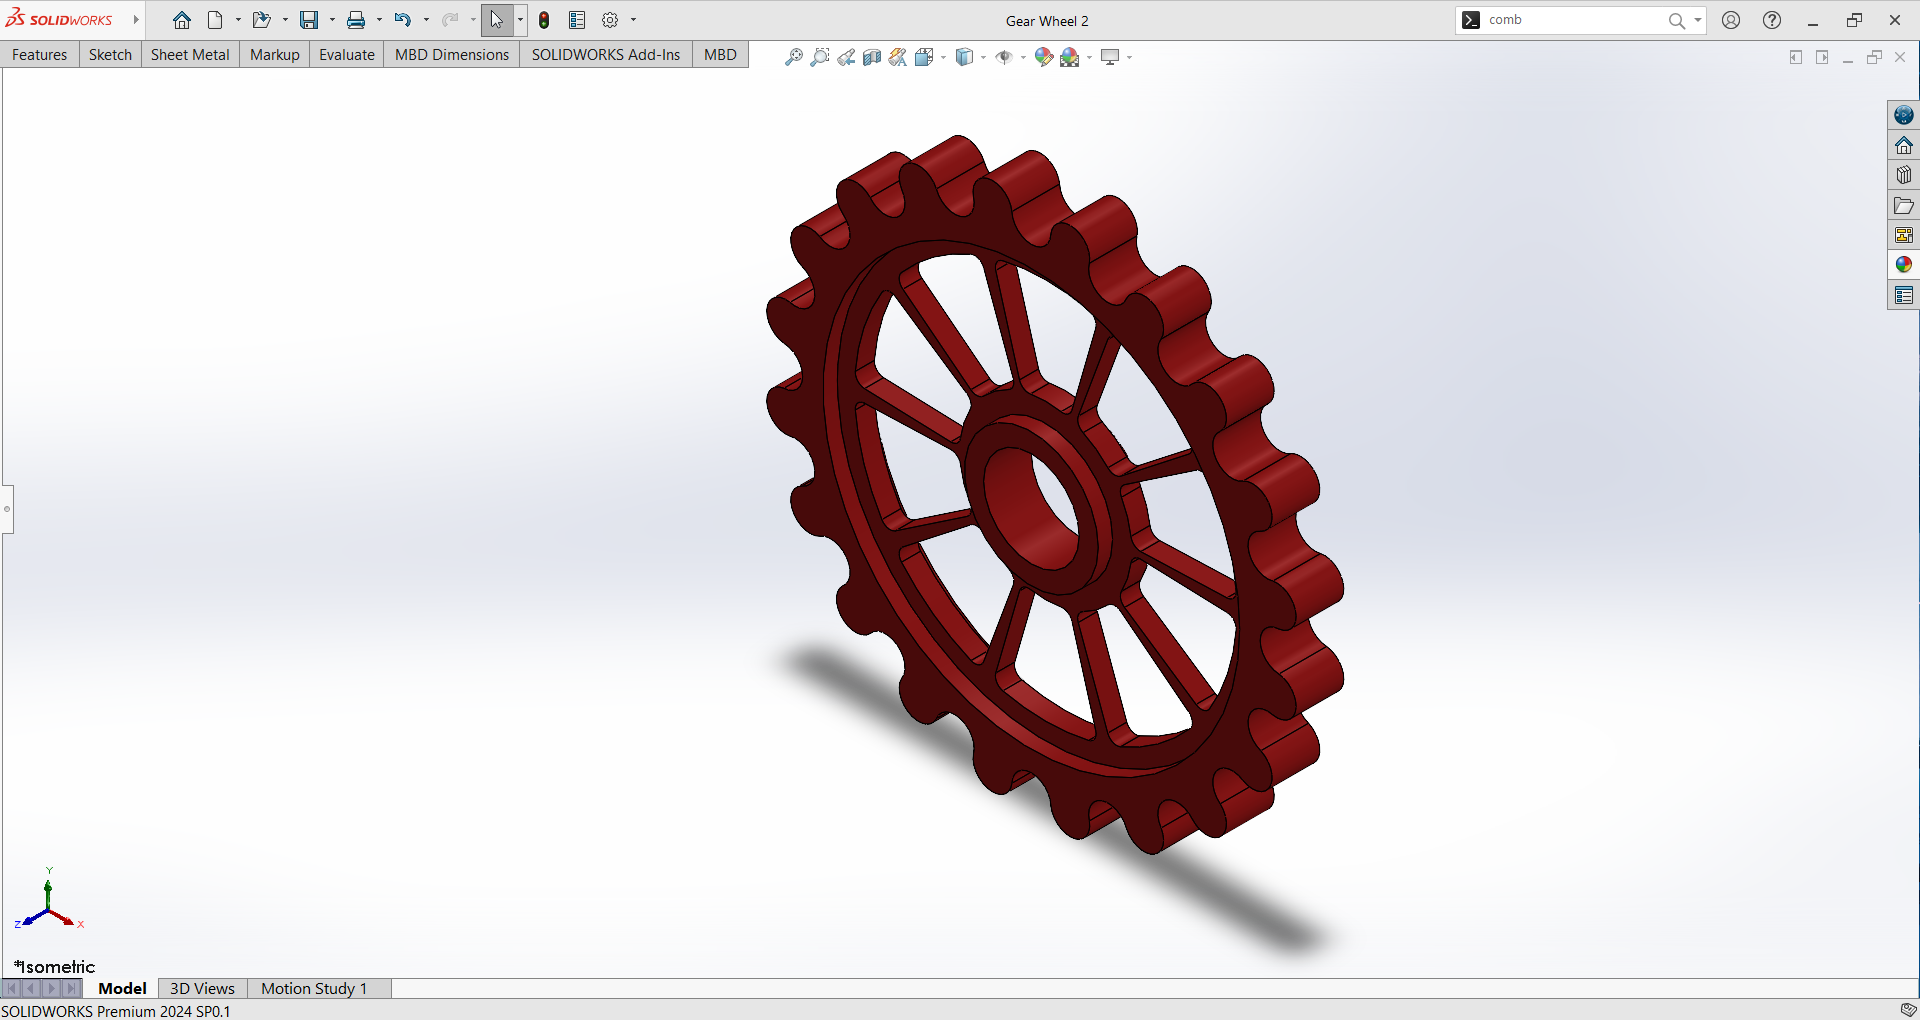 SOLIDWORKS
Gear Wheel 2
comb
Features
Sketch
Sheet Metal
Markup
Evaluate
MBD Dimensions
SOLIDWORKS Add-Ins
MBD
Y
Z
X
*Isometric
Model
3D Views
Motion Study 1
SOLIDWORKS Premium 2024 SP0.1